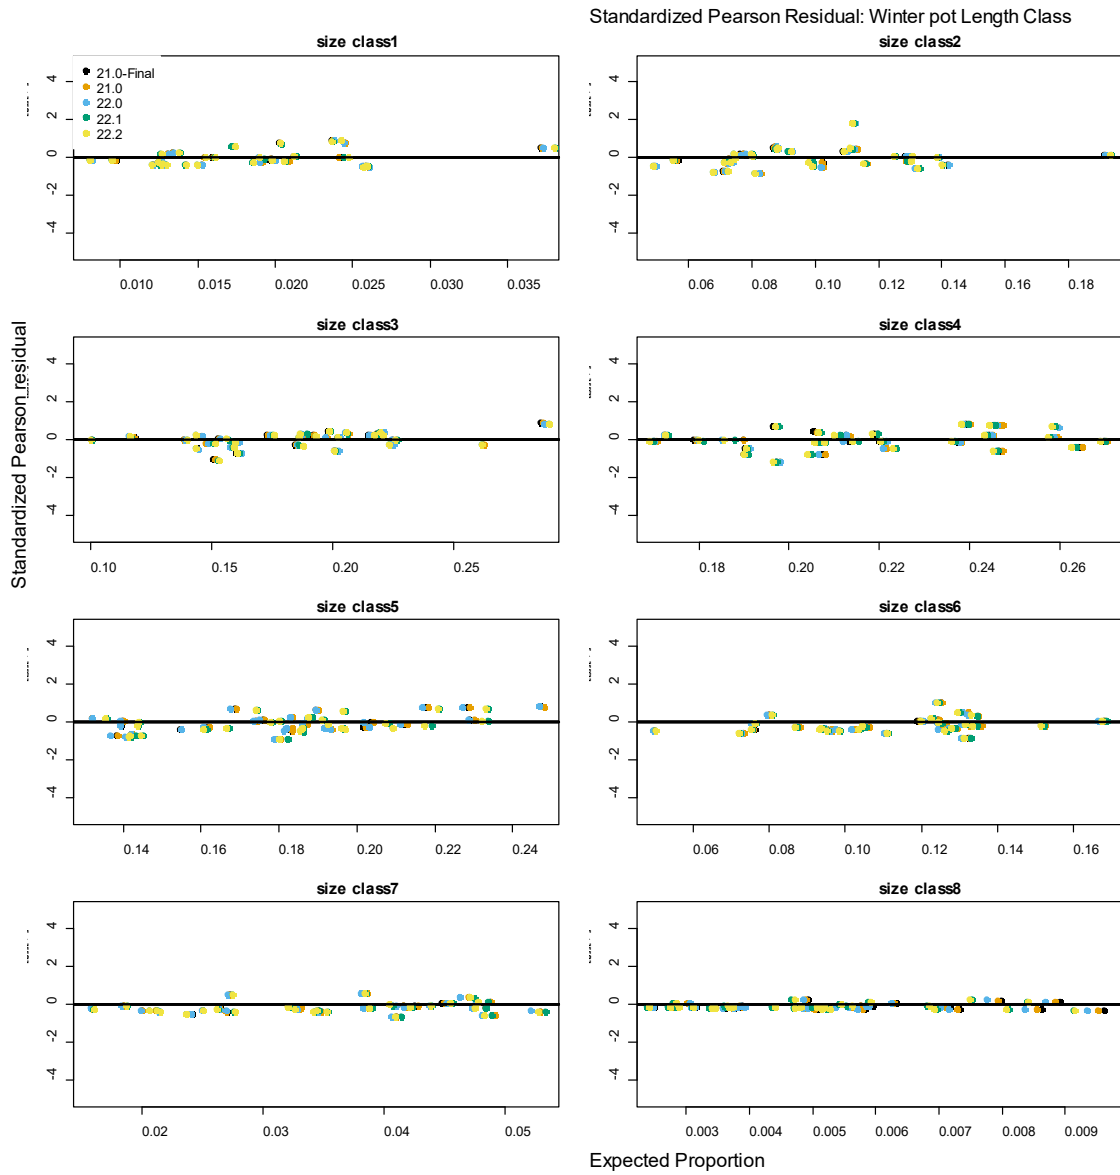 Standardized Pearson Residual: Winter pot Length Class
size class1
size class2
21.0-Final
21.0
22.0
22.1
22.2
4
2
0
-2
-4
0.010 0.015 0.020 0.025 0.030 0.035
4
2
0
-2
-4
0.06 0.08 0.10 0.12 0.14 0.18
size class3
size class4
Standardized Pearson residual
4
2
0
-2
-4
0.10 0.15 0.20 0.25
4
2
0
-2
-4
0.18 0.20 0.22 0.24 0.26
size class5
size class6
4
2
0
-2
-4
0.14 0.16 0.18 0.20 0.22 0.24
4
2
0
-2
-4
0.06 0.08 0.10 0.12 0.14 0.16
size class7
size class8
4
2
0
-2
-4
0.02 0.03 0.04 0.05
4
2
0
-2
-4
0.003 0.004 0.005 0.006 0.007 0.008 0.009
Expected Proportion